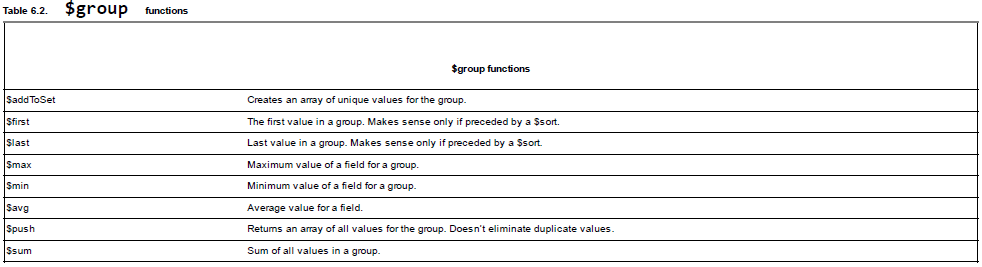 Table 6.2. $group functions
$group functions
$addToSet Creates an array of unique values for the group.
$first The first value in a group. Makes sense only if preceded by a $sort.
$last Last value in a group. Makes sense only if preceded by a $sort.
$max Maximum value of a field for a group.
$min Minimum value of a field for a group.
$avg Average value for a field.
$push Returns an array of all values for the group. Doesn't eliminate duplicate values.
$sum Sum of all values in a group.